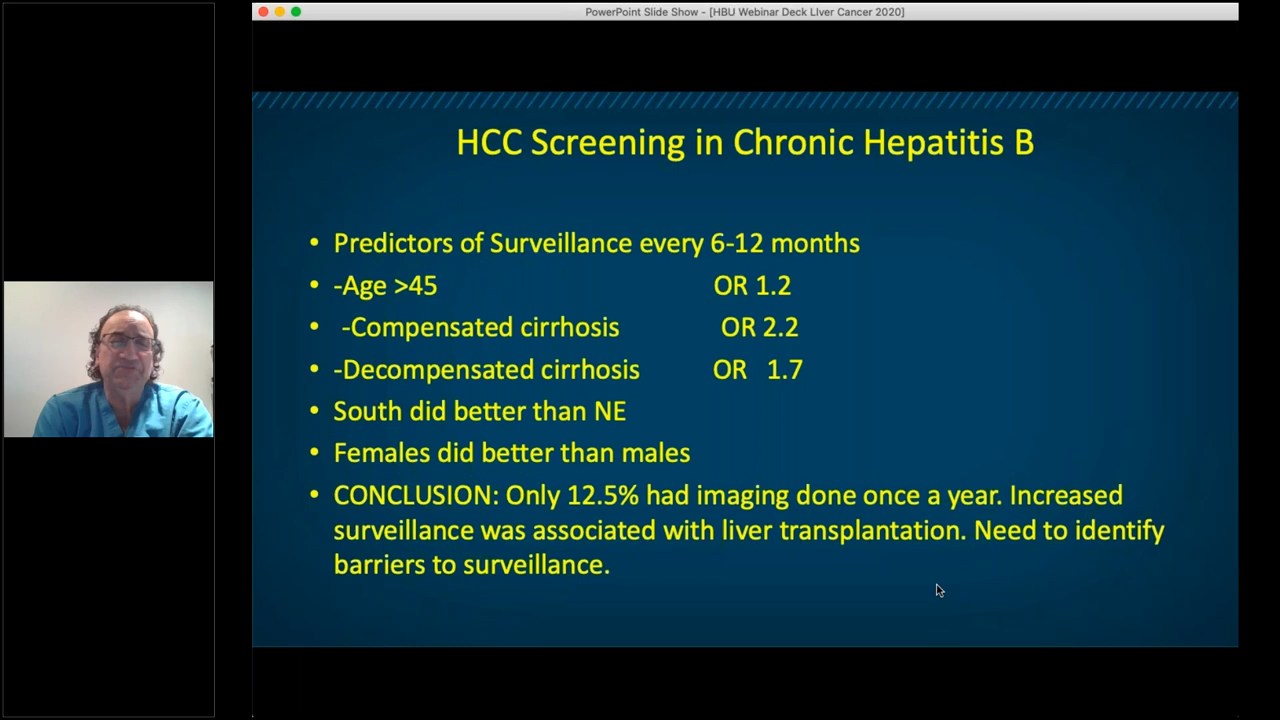 PowerPoint Slide Show - [HBU Webinar Deck LIver Cancer 2020]
HCC Screening in Chronic Hepatitis B
• Predictors of Surveillance every 6-12 months
• -Age >45 OR 1.2
• -Compensated cirrhosis OR 2.2
• -Decompensated cirrhosis OR 1.7
• South did better than NE
• Females did better than males
• CONCLUSION: Only 12.5% had imaging done once a year. Increased
surveillance was associated with liver transplantation. Need to identify
barriers to surveillance.